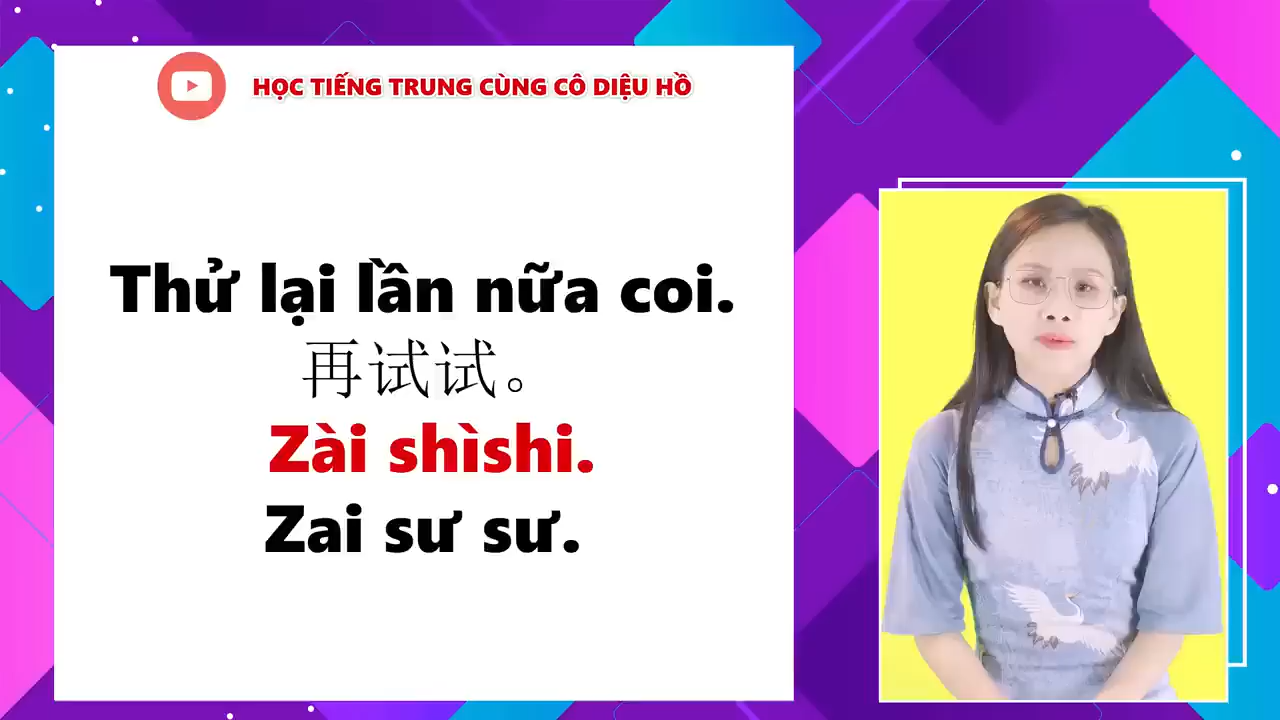 HỌC TIẾNG TRUNG CÙNG CÔ DIỆU HỒ
Thử lại lần nữa coi.
再试试。
Zài shìshi.
Zai sư sư.